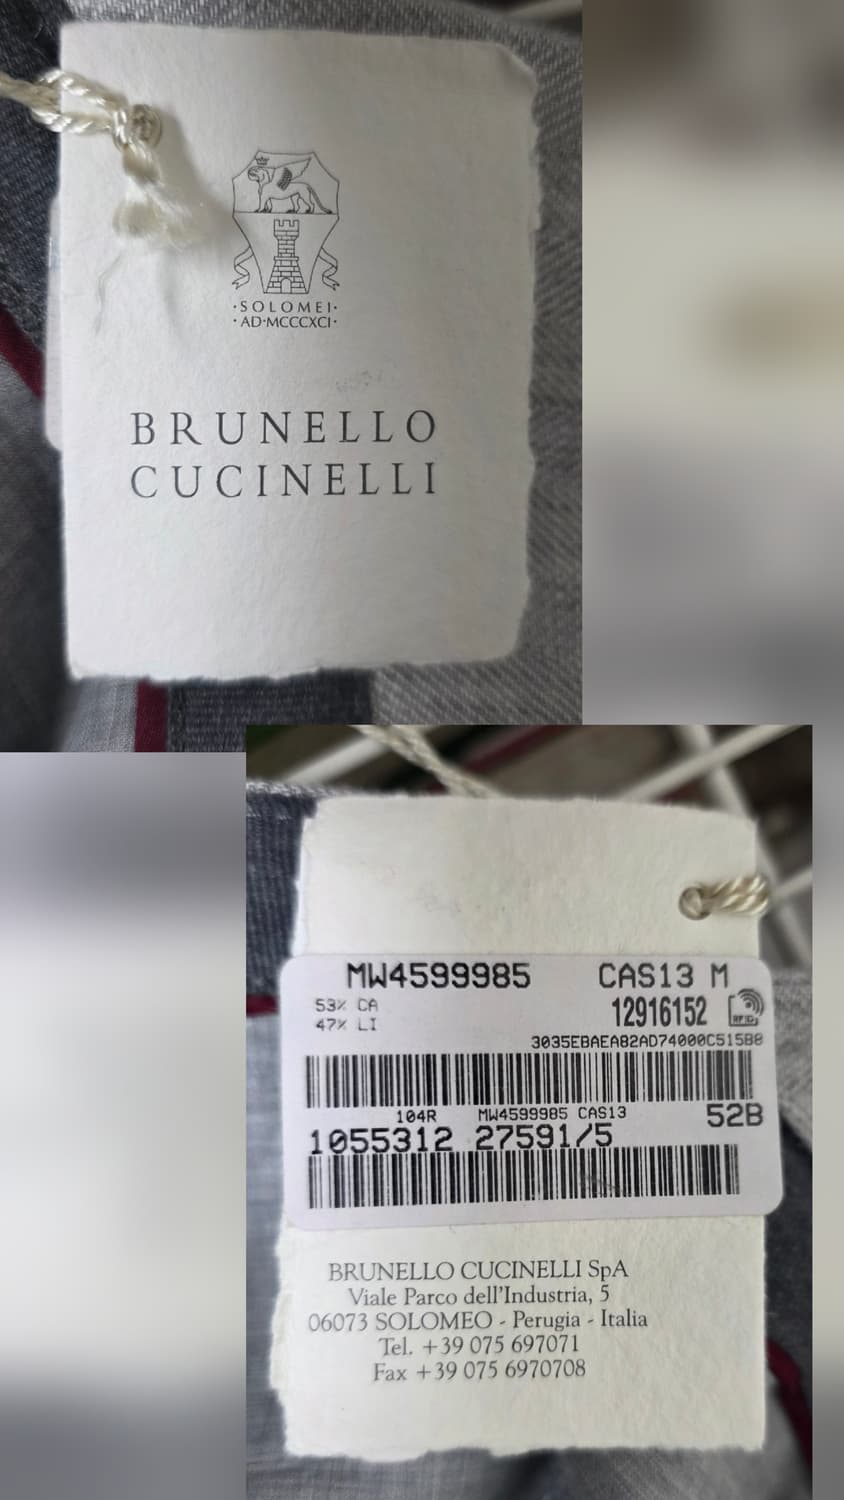 ·SOLOMEI·
·AD·MCCCXCI·
BRUNELLO
CUCINELLI
MW4599985 CAS13 M
53% CA
47% LI
12916152 RFID
3035EBAEA82AD74000C515B8
104R MW4599985 CAS13 52B
1055312 27591/5
BRUNELLO CUCINELLI SpA
Viale Parco dell'Industria, 5
06073 SOLOMEO - Perugia - Italia
Tel. +39 075 697071
Fax +39 075 6970708